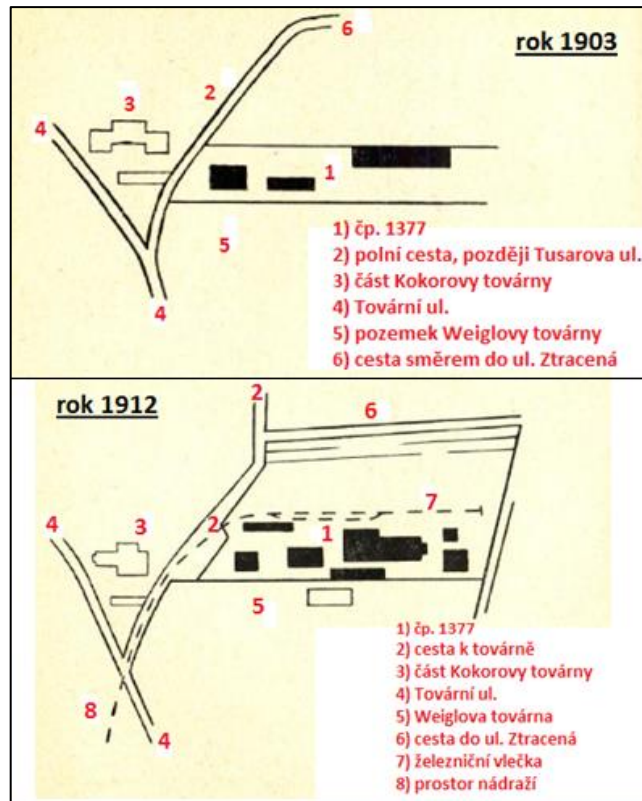 rok 1903
6
2
3
4
1
5
4
1) čp. 1377
2) polní cesta, později Tusarova ul.
3) část Kokorovy továrny
4) Tovární ul.
5) pozemek Weiglovy továrny
6) cesta směrem do ul. Ztracená
rok 1912
2
6
4
3
2
1
7
5
8
4
1) čp. 1377
2) cesta k továrně
3) část Kokorovy továrny
4) Tovární ul.
5) Weiglova továrna
6) cesta do ul. Ztracená
7) železniční vlečka
8) prostor nádraží